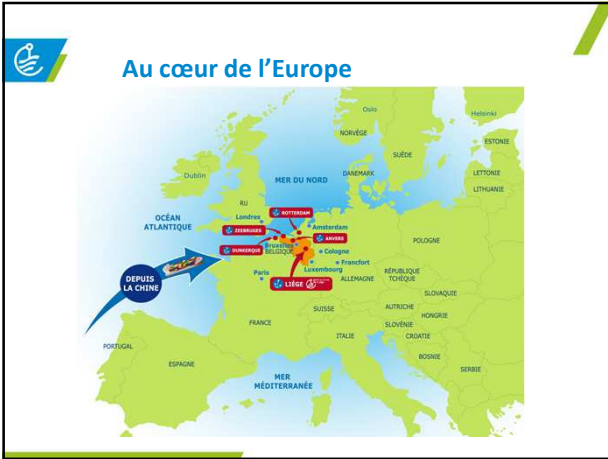 Au cœur de l'Europe
Oslo
Helsinki
NORVÈGE
ESTONIE
SUÈDE
LETTONIE
Dublin
MER DU NORD
DANEMARK
LITHUANIE
RU
OCÉAN
ATLANTIQUE
Londres
ROTTERDAM
ZEEBRUGES
Amsterdam
ANVERS
POLOGNE
DUNKERQUE
Bruxelles
BELGIQUE
Cologne
Francfort
Luxembourg
DEPUIS
LA CHINE
Paris
LIÈGE
ALLEMAGNE
RÉPUBLIQUE
TCHÈQUE
SLOVAQUIE
AUTRICHE
HONGRIE
SUISSE
SLOVÉNIE
FRANCE
CROATIE
ITALIE
BOSNIE
PORTUGAL
ESPAGNE
SERBIE
MER
MÉDITERRANÉE